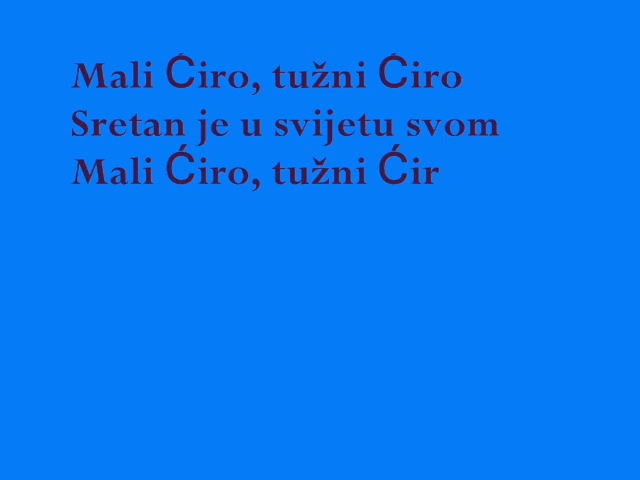 Mali Ćiro, tužni Ćiro
Sretan je u svijetu svom
Mali Ćiro, tužni Ćir